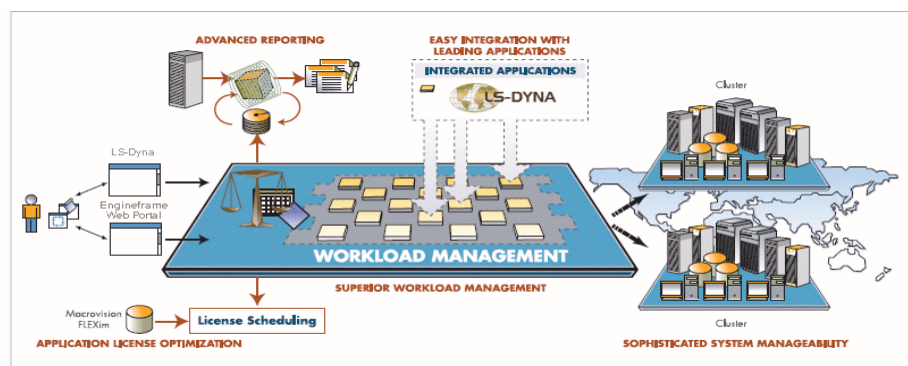 ADVANCED REPORTING
EASY INTEGRATION WITH
LEADING APPLICATIONS
INTEGRATED APPLICATIONS
LS-DYNA
Cluster
LS-Dyna
Engineframe
Web Portal
WORKLOAD MANAGEMENT
SUPERIOR WORKLOAD MANAGEMENT
Macrovision
FLEXlm
License Scheduling
APPLICATION LICENSE OPTIMIZATION
Cluster
SOPHISTICATED SYSTEM MANAGEABILITY